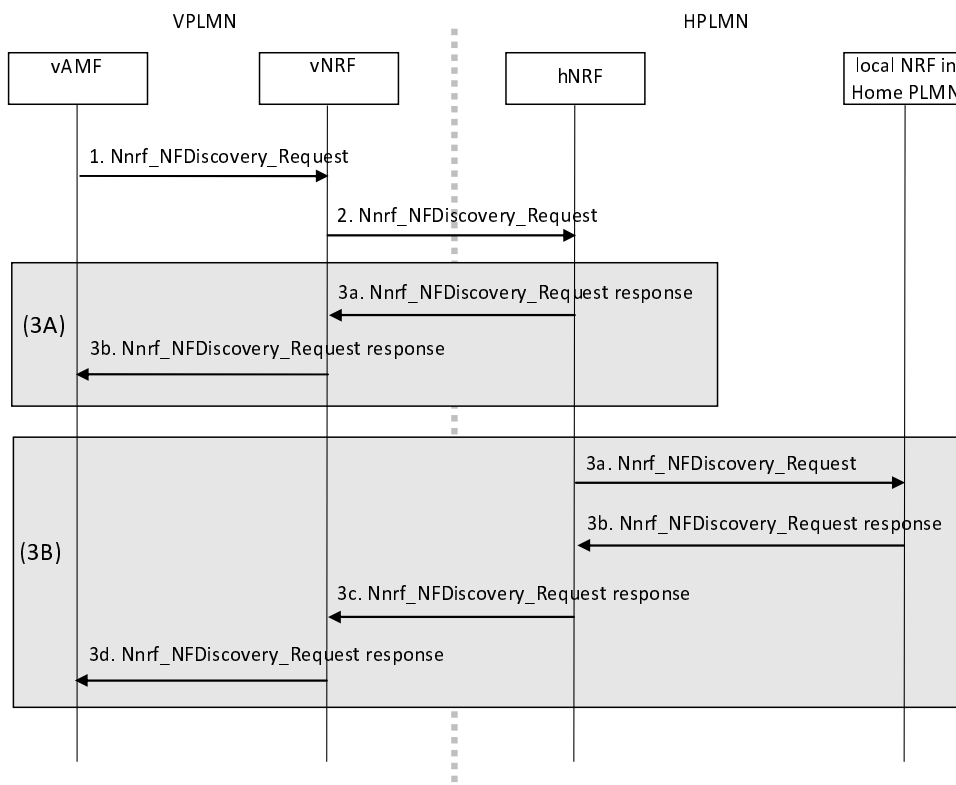 VPLMN
HPLMN
vAMF
vNRF
hNRF
local NRF in
Home PLMN
1. Nnrf_NFDiscovery_Request
2. Nnrf_NFDiscovery_Request
(3A)
3a. Nnrf_NFDiscovery_Request response
3b. Nnrf_NFDiscovery_Request response
(3B)
3a. Nnrf_NFDiscovery_Request
3b. Nnrf_NFDiscovery_Request response
3c. Nnrf_NFDiscovery_Request response
3d. Nnrf_NFDiscovery_Request response